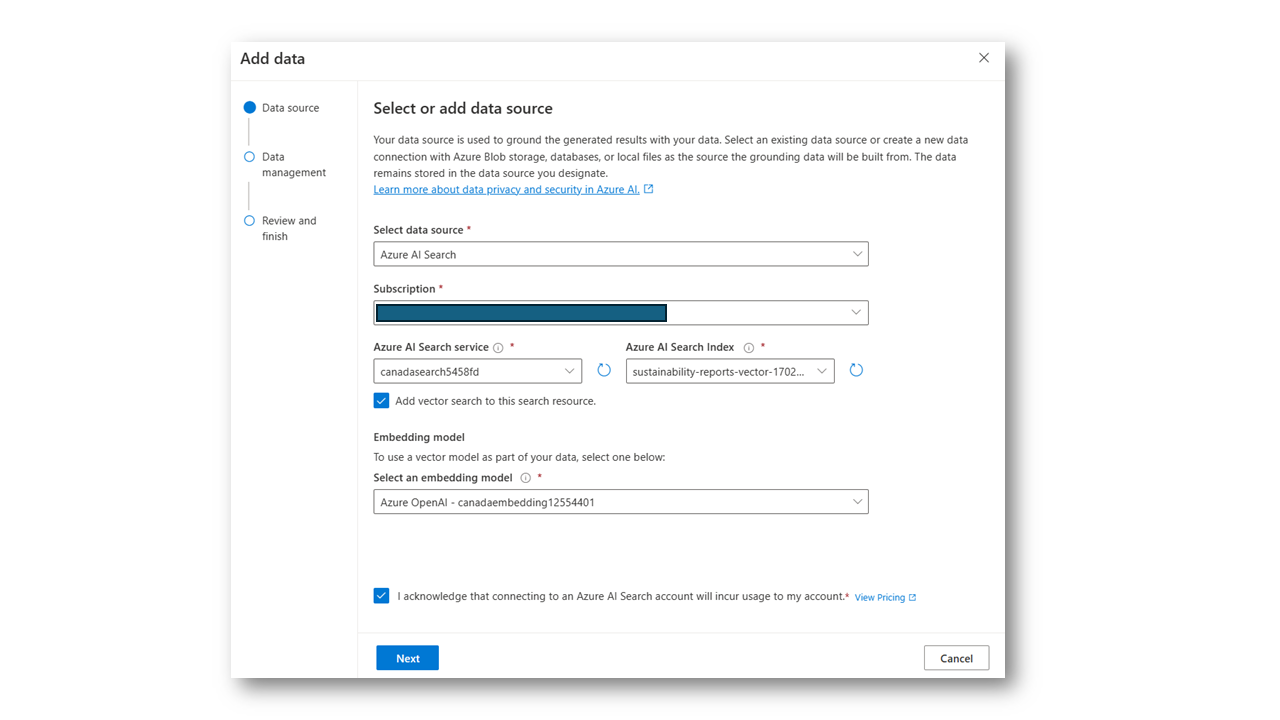 Add data
Data source
Data
management
Review and
finish
Select or add data source
Your data source is used to ground the generated results with your data. Select an existing data source or create a new data
connection with Azure Blob storage, databases, or local files as the source the grounding data will be built from. The data
remains stored in the data source you designate.
Learn more about data privacy and security in Azure AI.
Select data source *
Azure AI Search
Subscription *
Azure AI Search service *
Azure AI Search Index *
canadasearch5458fd
sustainability-reports-vector-1702...
Add vector search to this search resource.
Embedding model
To use a vector model as part of your data, select one below:
Select an embedding model *
Azure OpenAI - canadaembedding12554401
I acknowledge that connecting to an Azure AI Search account will incur usage to my account.* View Pricing
Next
Cancel